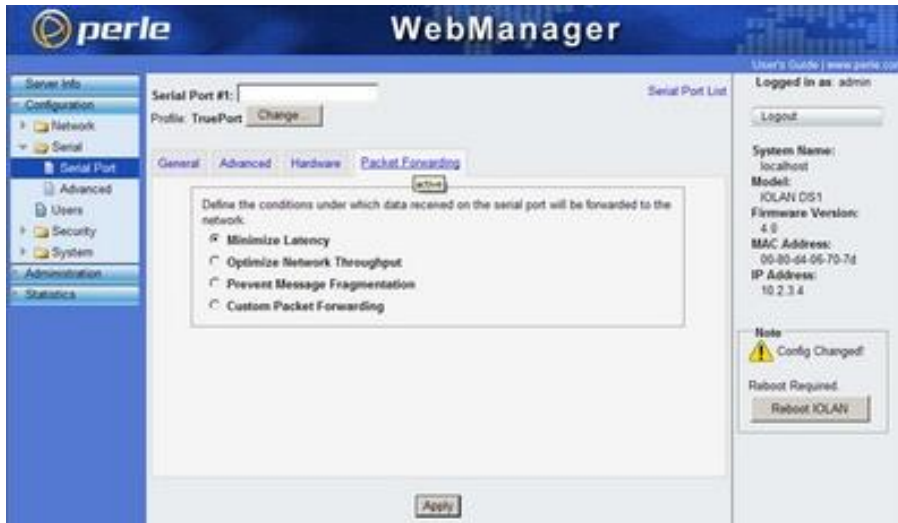 perle
WebManager
User's Guide | www.perle.com
Server Info
Configuration
Network
Serial
Serial Port
Advanced
Users
Security
System
Administration
Statistics
Serial Port #1:
Serial Port List
Profile: TruePort Change...
General Advanced Hardware Packet Forwarding
active
Define the conditions under which data received on the serial port will be forwarded to the
network.
Minimize Latency
Optimize Network Throughput
Prevent Message Fragmentation
Custom Packet Forwarding
Apply
Logged in as: admin
Logout
System Name:
localhost
Model:
IOLAN DS1
Firmware Version:
4.0
MAC Address:
00-80-d4-06-70-7d
IP Address:
10.2.3.4
Note
Config Changed!
Reboot Required.
Reboot IOLAN